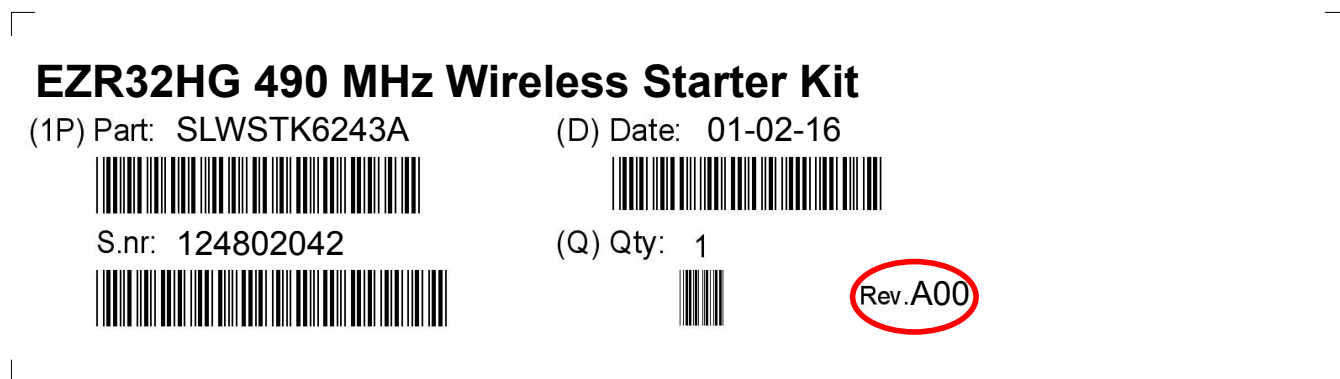 EZR32HG 490 MHz Wireless Starter Kit
(1P) Part: SLWSTK6243A (D) Date: 01-02-16
S.nr: 124802042 (Q) Qty: 1
Rev.A00